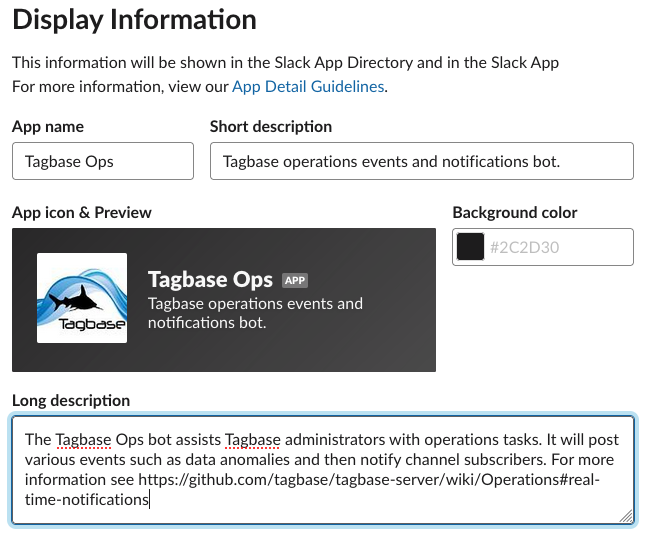 Display Information
This information will be shown in the Slack App Directory and in the Slack App
For more information, view our App Detail Guidelines.
App name
Short description
Tagbase Ops
Tagbase operations events and notifications bot.
App icon & Preview
Background color
#2C2D30
Tagbase
Tagbase Ops APP
Tagbase operations events and
notifications bot.
Long description
The Tagbase Ops bot assists Tagbase administrators with operations tasks. It will post
various events such as data anomalies and then notify channel subscribers. For more
information see https://github.com/tagbase/tagbase-server/wiki/Operations#real-
time-notifications